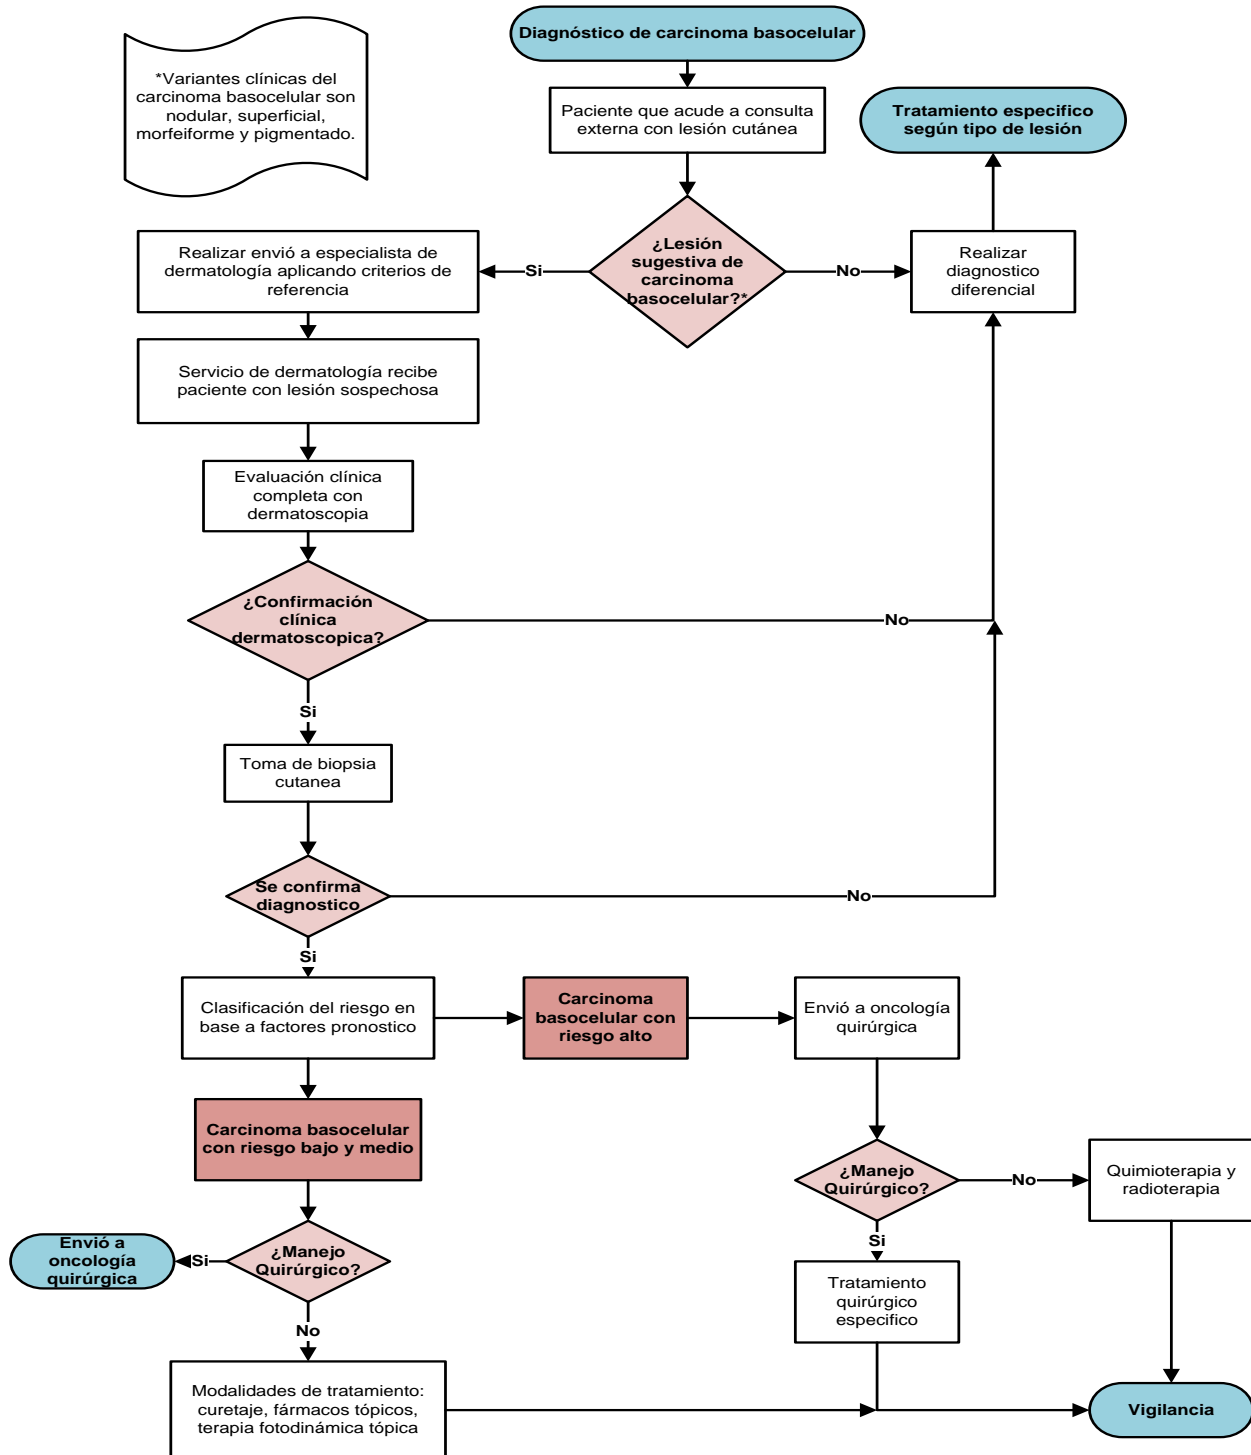 Diagnóstico de carcinoma basocelular
*Variantes clínicas del
carcinoma basocelular son
nodular, superficial,
morfeiforme y pigmentado.
Paciente que acude a consulta
externa con lesión cutánea
Tratamiento especifico
según tipo de lesión
¿Lesión
sugestiva de
carcinoma
basocelular?*
Si
No
Realizar envió a especialista de
dermatología aplicando criterios de
referencia
Realizar
diagnostico
diferencial
Servicio de dermatología recibe
paciente con lesión sospechosa
Evaluación clínica
completa con
dermatoscopia
¿Confirmación
clínica
dermatoscopica?
No
Si
Toma de biopsia
cutanea
Se confirma
diagnostico
No
Si
Clasificación del riesgo en
base a factores pronostico
Carcinoma
basocelular con
riesgo alto
Envió a oncología
quirúrgica
Carcinoma basocelular
con riesgo bajo y medio
¿Manejo
Quirúrgico?
No
Quimioterapia y
radioterapia
Si
Envió a
oncología
quirúrgica
Si
¿Manejo
Quirúrgico?
Tratamiento
quirúrgico
especifico
No
Modalidades de tratamiento:
curetaje, fármacos tópicos,
terapia fotodinámica tópica
Vigilancia